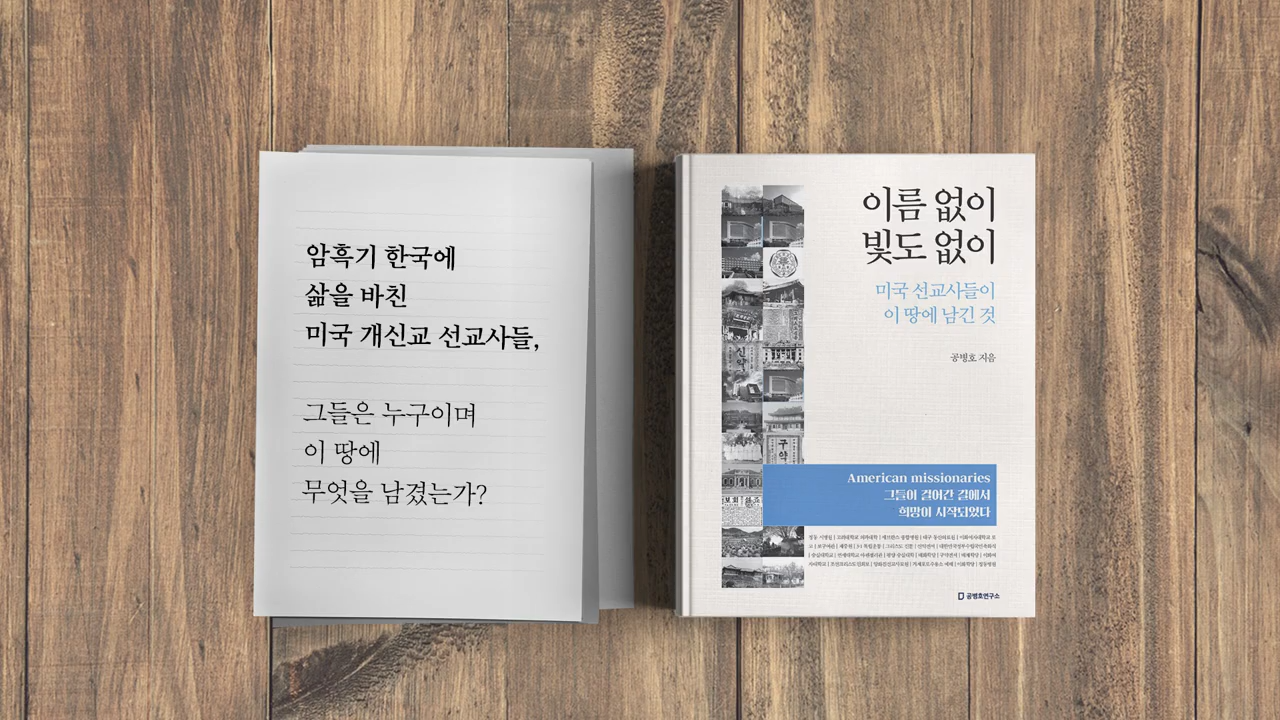 암흑기 한국에
삶을 바친
미국 개신교 선교사들,
그들은 누구이며
이 땅에
무엇을 남겼는가?
이름 없이
빛도 없이
미국 선교사들이
이 땅에 남긴 것
공병호 지음
신약
구약
American missionaries
그들이 걸어간 길에서
희망이 시작되었다
공병호연구소